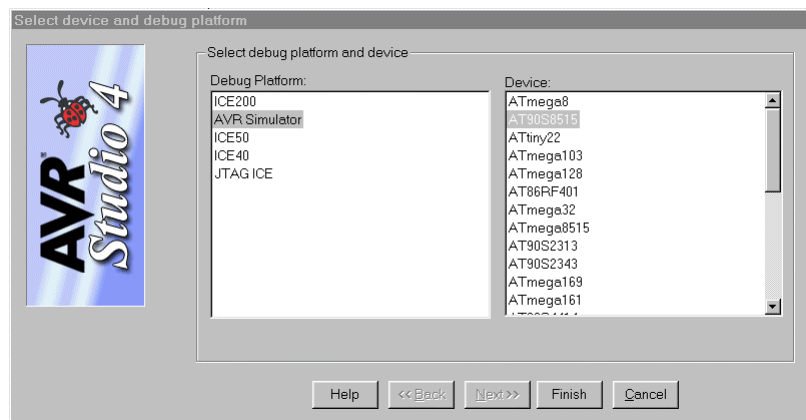 Select device and debug platform
AVR
Studio 4
Select debug platform and device
Debug Platform:
ICE200
AVR Simulator
ICE50
ICE40
JTAG ICE
Device:
ATmega8
AT90S8515
ATtiny22
ATmega103
ATmega128
AT86RF401
ATmega32
ATmega8515
AT90S2313
AT90S2343
ATmega169
ATmega161
Help
<< Back
Next >>
Finish
Cancel